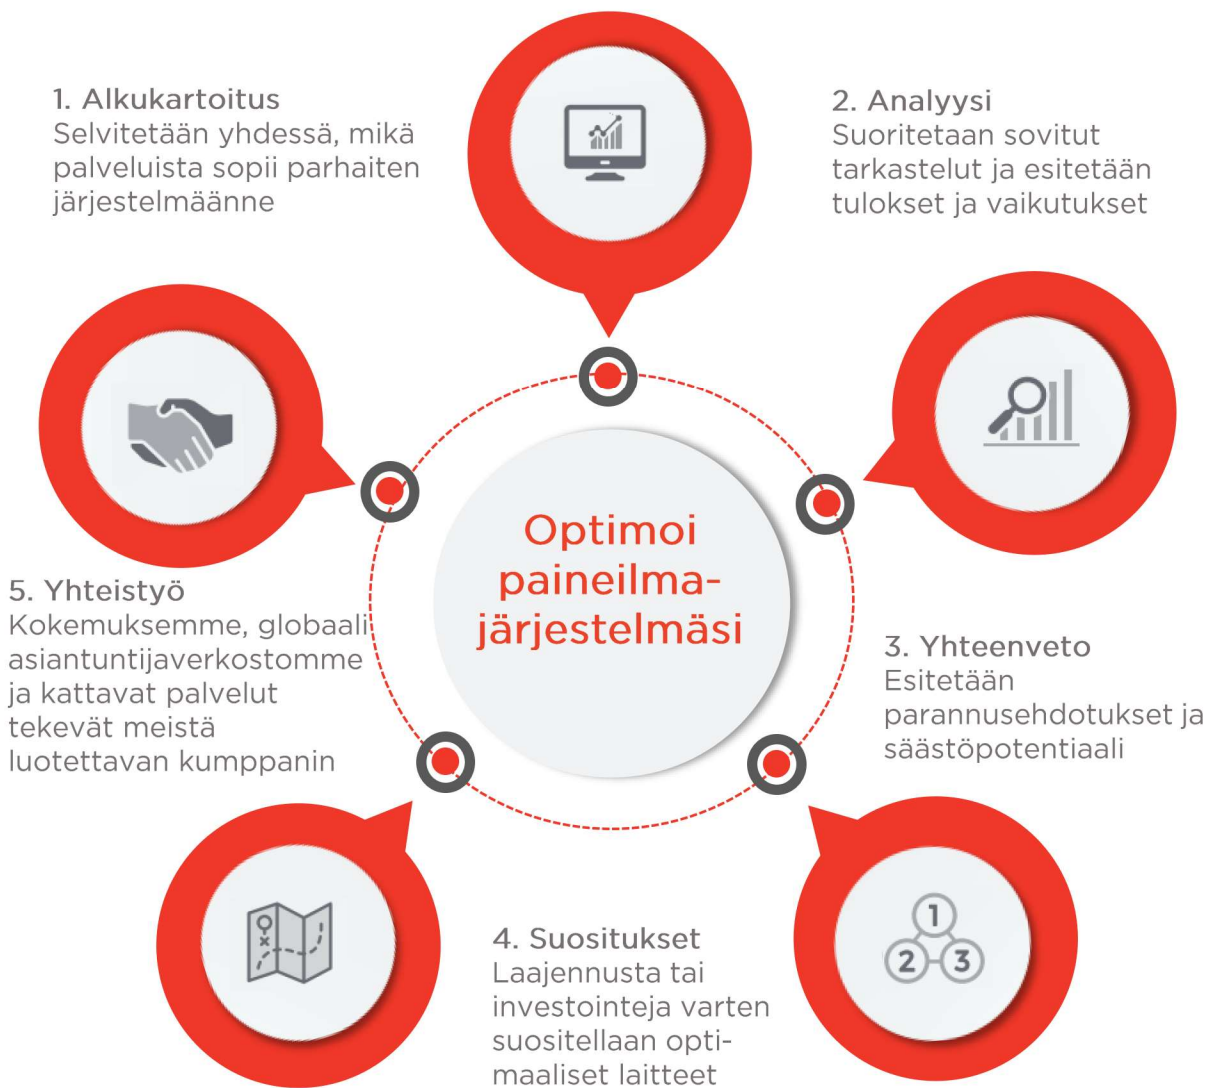 1. Alkukartoitus
Selvitetään yhdessä, mikä
palveluista sopii parhaiten
järjestelmäänne
2. Analyysi
Suoritetaan sovitut
tarkastelut ja esitetään
tulokset ja vaikutukset
Optimoi
paineilma-
järjestelmäsi
3. Yhteenveto
Esitetään
parannusehdotukset ja
säästöpotentiaali
4. Suositukset
Laajennusta tai
investointeja varten
suositellaan opti-
maaliset laitteet
5. Yhteistyö
Kokemuksemme, globaali
asiantuntijaverkostomme
ja kattavat palvelut
tekevät meistä
luotettavan kumppanin
1
2
3